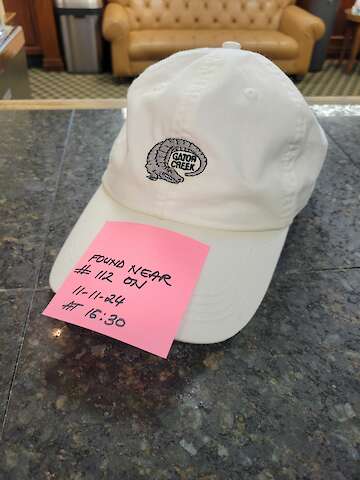 GATOR
CREEK
FOUND NEAR
# 112 ON
11-11-24
AT 16:30